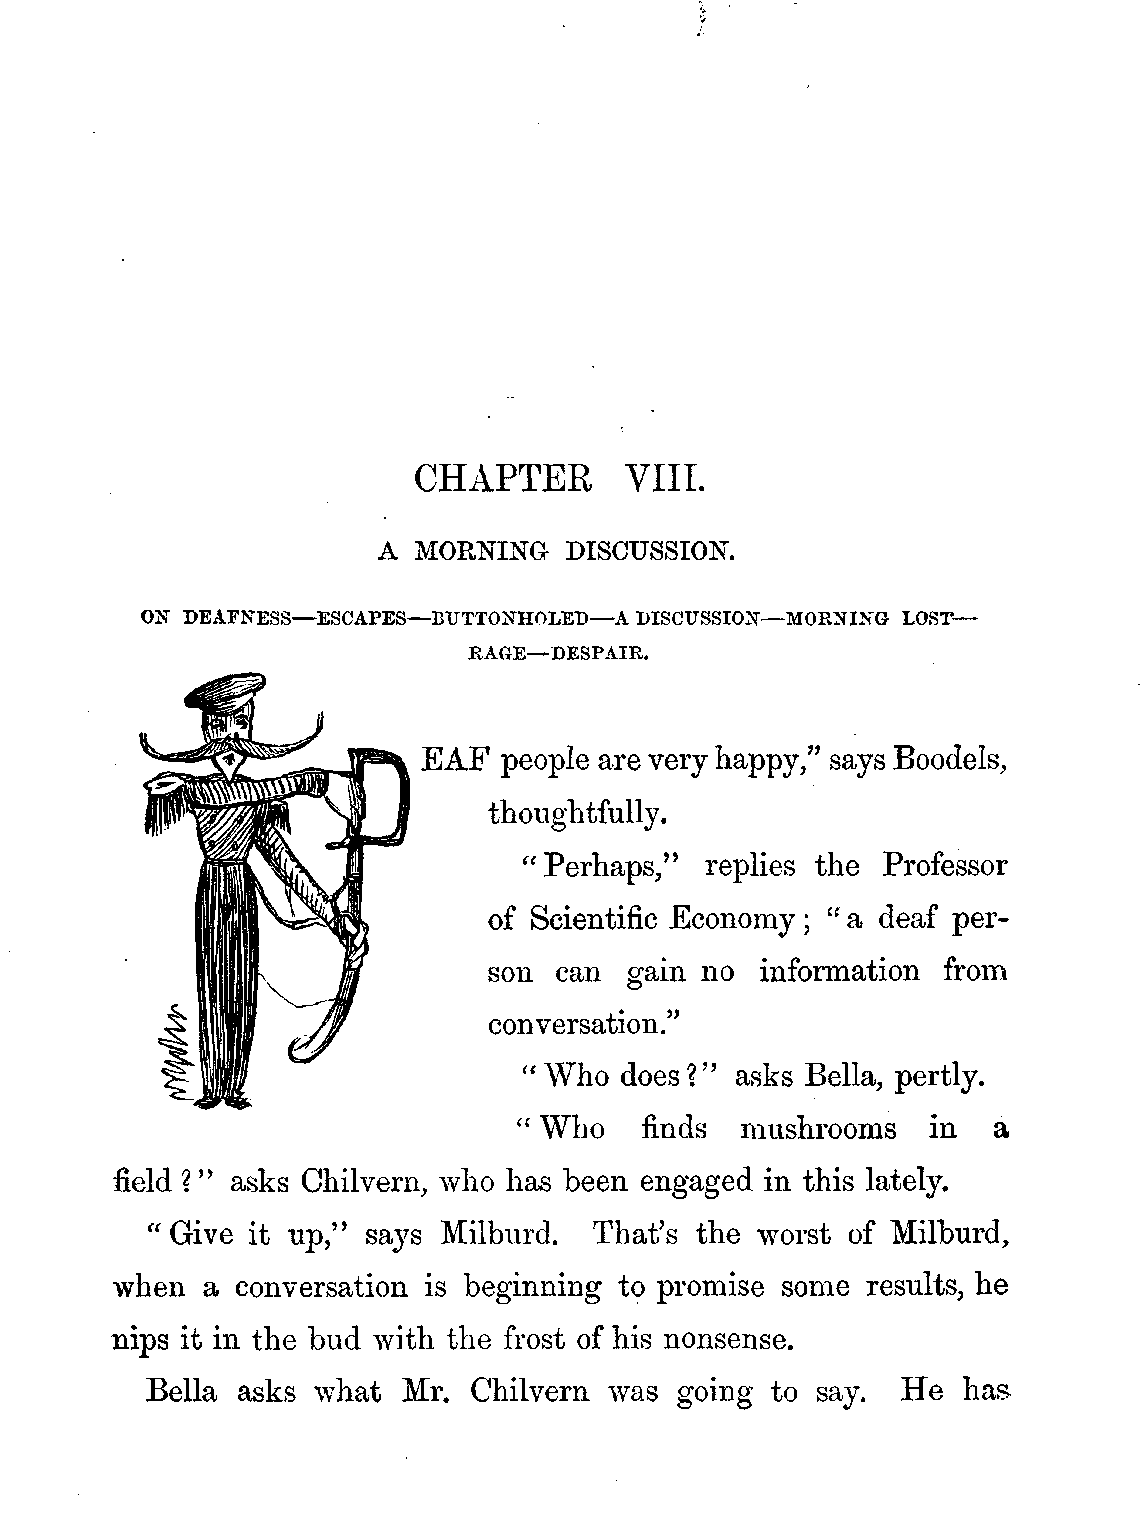 CHAPTER VIII.
A MORNING DISCUSSION.
ON DEAFNESS—ESCAPES—BUTTONHOLED—A DISCUSSION—MORNING LOST—
RAGE—DESPAIR.
DEAF people are very happy,” says Boodels,
thoughtfully.
“Perhaps,” replies the Professor
of Scientific Economy; “a deaf per-
son can gain no information from
conversation.”
“Who does?” asks Bella, pertly.
“Who finds mushrooms in a
field?” asks Chilvern, who has been engaged in this lately.
“Give it up,” says Milburd. That’s the worst of Milburd,
when a conversation is beginning to promise some results, he
nips it in the bud with the frost of his nonsense.
Bella asks what Mr. Chilvern was going to say. He has